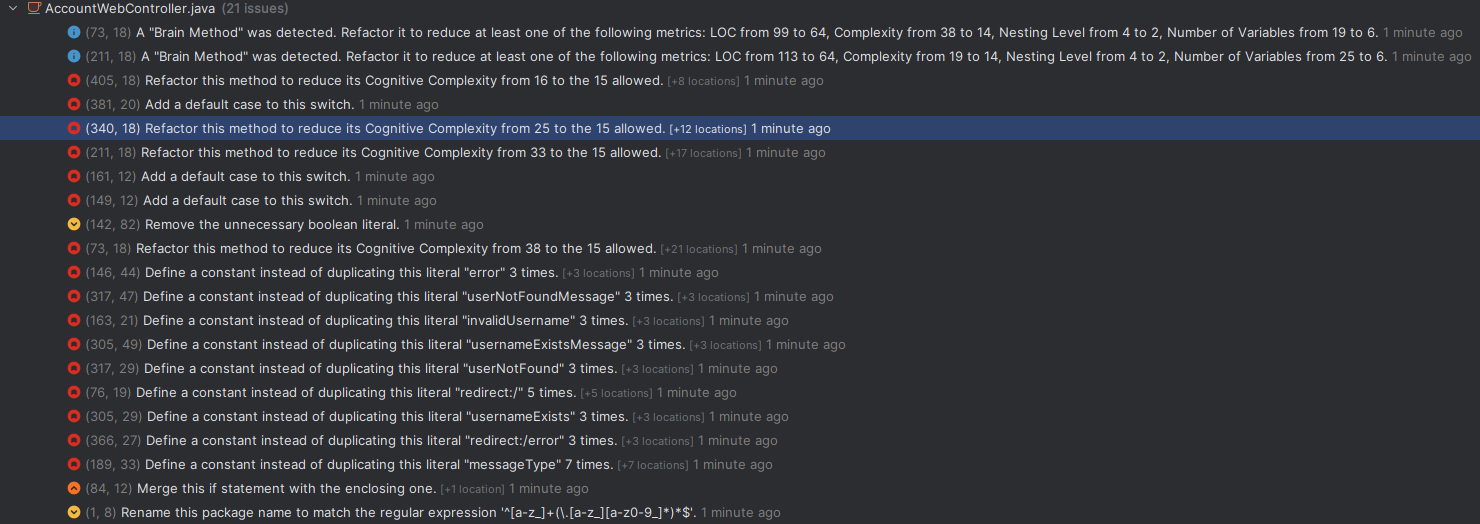 AccountWebController.java (21 issues)
(73, 18) A "Brain Method" was detected. Refactor it to reduce at least one of the following metrics: LOC from 99 to 64, Complexity from 38 to 14, Nesting Level from 4 to 2, Number of Variables from 19 to 6. 1 minute ago
(211, 18) A "Brain Method" was detected. Refactor it to reduce at least one of the following metrics: LOC from 113 to 64, Complexity from 19 to 14, Nesting Level from 4 to 2, Number of Variables from 25 to 6. 1 minute ago
(405, 18) Refactor this method to reduce its Cognitive Complexity from 16 to the 15 allowed. [+8 locations] 1 minute ago
(381, 20) Add a default case to this switch. 1 minute ago
(340, 18) Refactor this method to reduce its Cognitive Complexity from 25 to the 15 allowed. [+12 locations] 1 minute ago
(211, 18) Refactor this method to reduce its Cognitive Complexity from 33 to the 15 allowed. [+17 locations] 1 minute ago
(161, 12) Add a default case to this switch. 1 minute ago
(149, 12) Add a default case to this switch. 1 minute ago
(142, 82) Remove the unnecessary boolean literal. 1 minute ago
(73, 18) Refactor this method to reduce its Cognitive Complexity from 38 to the 15 allowed. [+21 locations] 1 minute ago
(146, 44) Define a constant instead of duplicating this literal "error" 3 times. [+3 locations] 1 minute ago
(317, 47) Define a constant instead of duplicating this literal "userNotFoundMessage" 3 times. [+3 locations] 1 minute ago
(163, 21) Define a constant instead of duplicating this literal "invalidUsername" 3 times. [+3 locations] 1 minute ago
(305, 49) Define a constant instead of duplicating this literal "usernameExistsMessage" 3 times. [+3 locations] 1 minute ago
(317, 29) Define a constant instead of duplicating this literal "userNotFound" 3 times. [+3 locations] 1 minute ago
(76, 19) Define a constant instead of duplicating this literal "redirect:/" 5 times. [+5 locations] 1 minute ago
(305, 29) Define a constant instead of duplicating this literal "usernameExists" 3 times. [+3 locations] 1 minute ago
(366, 27) Define a constant instead of duplicating this literal "redirect:/error" 3 times. [+3 locations] 1 minute ago
(189, 33) Define a constant instead of duplicating this literal "messageType" 7 times. [+7 locations] 1 minute ago
(84, 12) Merge this if statement with the enclosing one. [+1 location] 1 minute ago
(1, 8) Rename this package name to match the regular expression '^[a-z_]+(\.[a-z_][a-z0-9_]*)*$'. 1 minute ago